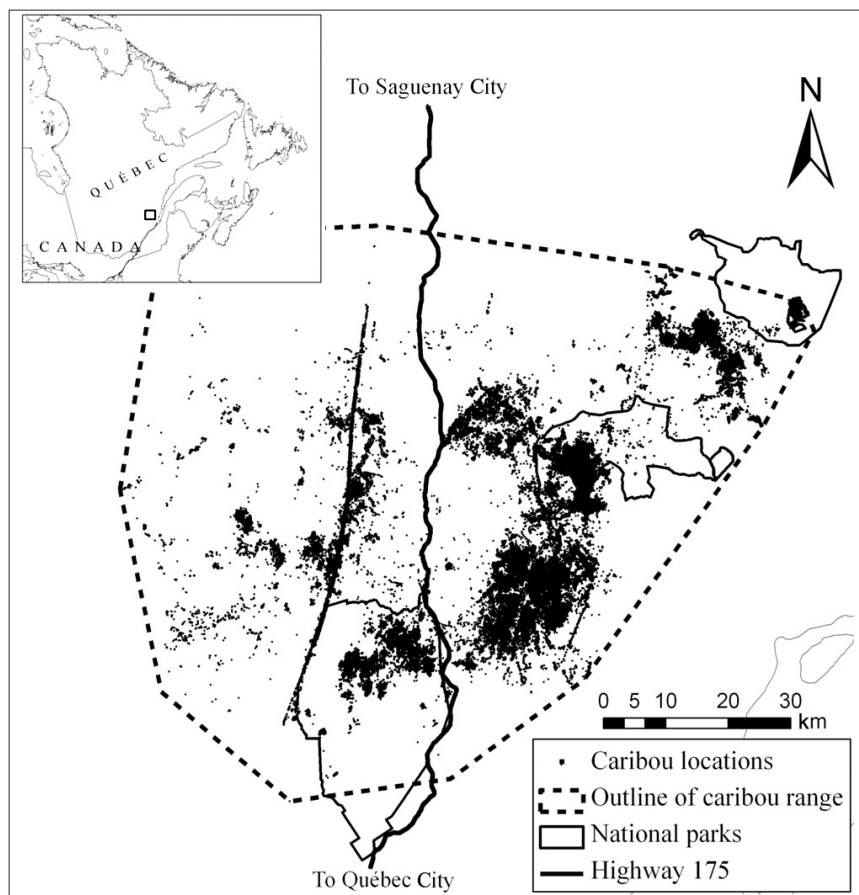 To Saguenay City
N
QUÉBEC
CANADA
0 10 20 30
km
Caribou locations
Outline of caribou range
National parks
Highway 175
To Québec City